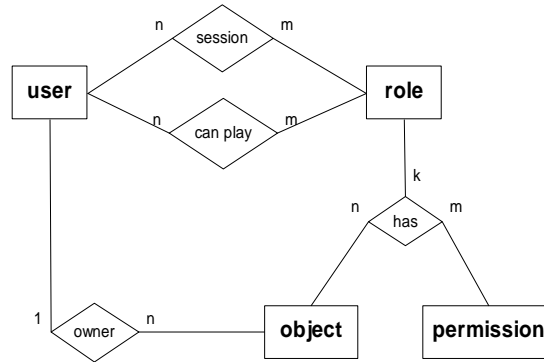 n
session
m
user
role
n
can play
m
k
n
has
m
1
owner
n
object
permission